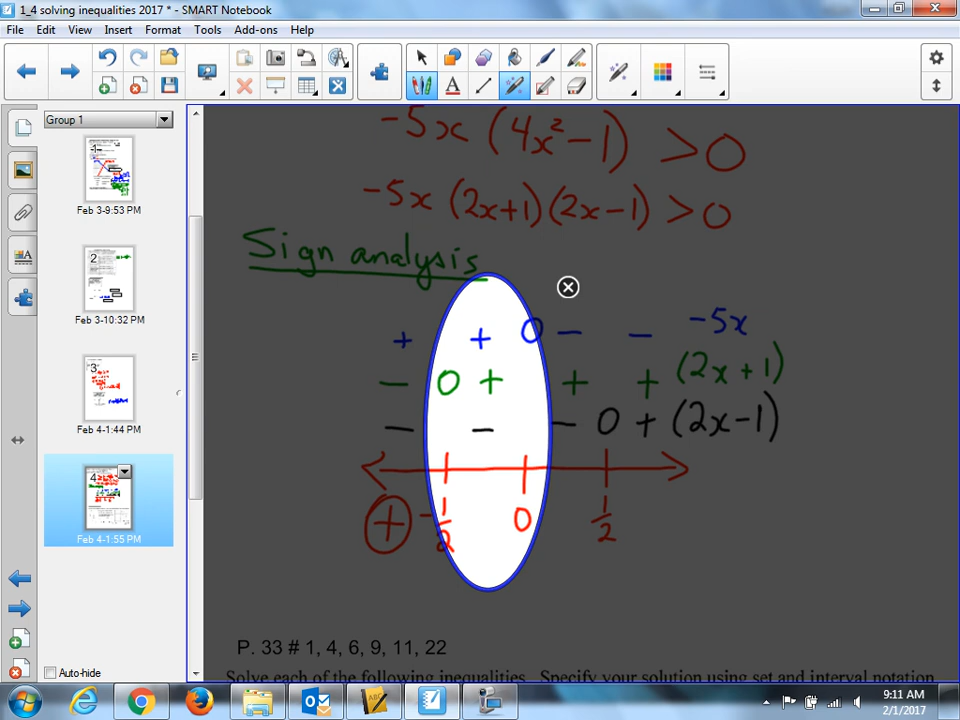 1_4 solving inequalities 2017 * - SMART Notebook
File Edit View Insert Format Tools Add-ons Help
Group 1
1
Feb 3-9:53 PM
2
Feb 3-10:32 PM
3
Feb 4-1:44 PM
4
Feb 4-1:55 PM
Auto-hide
-5x (4x²-1) >0
-5x (2x+1)(2x-1) >0
Sign analysis
+ + 0 - - -5x
- 0 + + + (2x+1)
- - - 0 + (2x-1)
+ -1/2 0 1/2
P. 33 # 1, 4, 6, 9, 11, 22
Solve each of the following inequalities. Specify your solution using set and interval notation
9:11 AM
2/1/2017